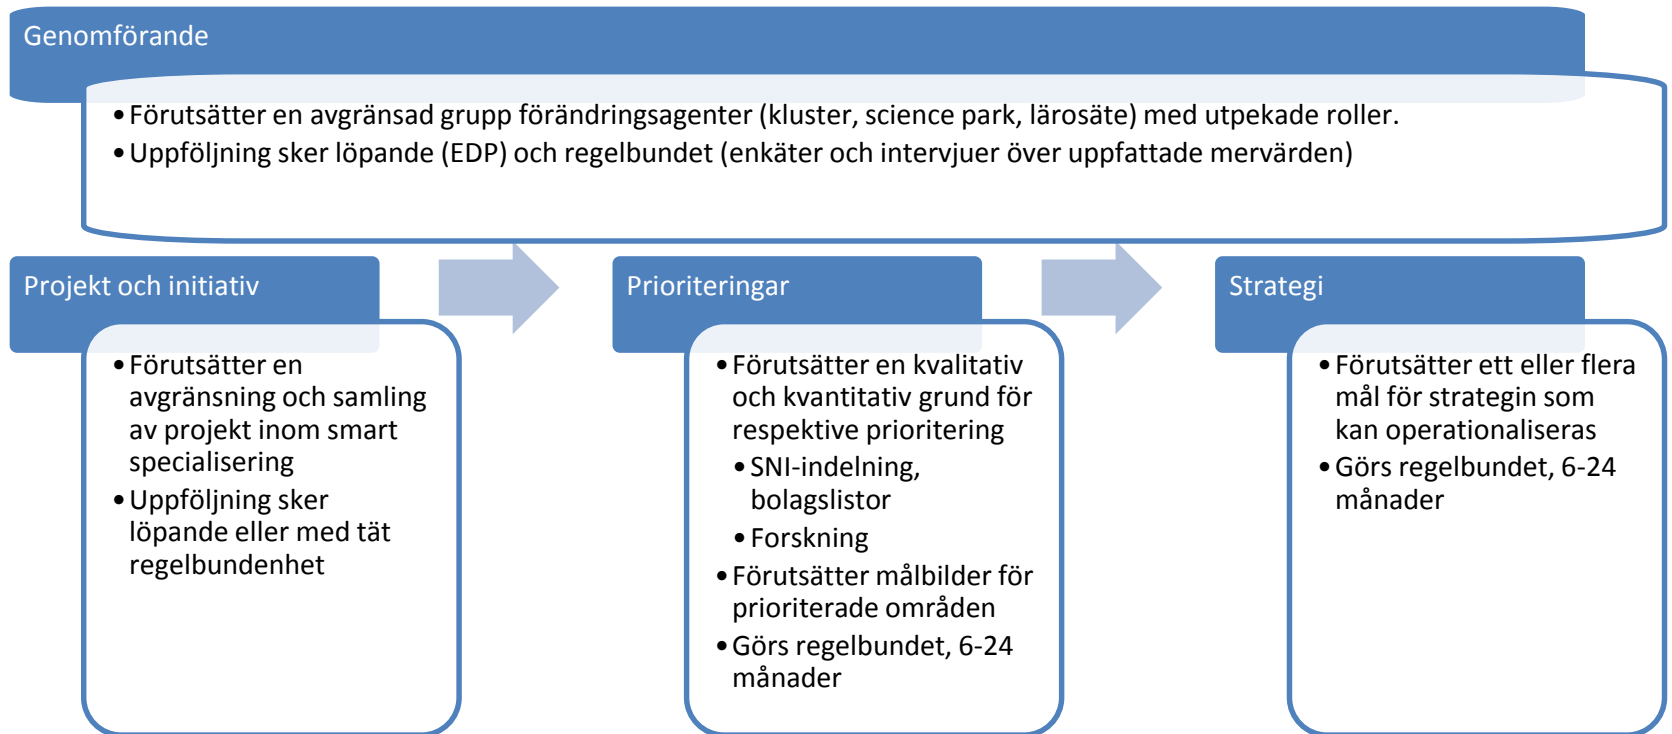 Genomförande
•Förutsätter en avgränsad grupp förändringsagenter (kluster, science park, lärosäte) med utpekade roller.
•Uppföljning sker löpande (EDP) och regelbundet (enkäter och intervjuer över uppfattade mervärden)
Projekt och initiativ
•Förutsätter en
avgränsning och samling
av projekt inom smart
specialisering
•Uppföljning sker
löpande eller med tät
regelbundenhet
Prioriteringar
•Förutsätter en kvalitativ
och kvantitativ grund för
respektive prioritering
•SNI-indelning,
bolagslistor
•Forskning
•Förutsätter målbilder för
prioriterade områden
•Görs regelbundet, 6-24
månader
Strategi
•Förutsätter ett eller flera
mål för strategin som
kan operationaliseras
•Görs regelbundet, 6-24
månader